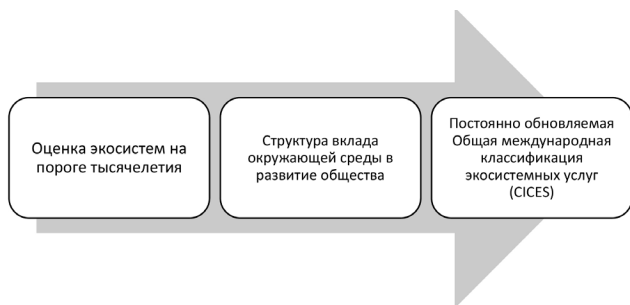 Оценка экосистем на
пороге тысячелетия
Структура вклада
окружающей среды в
развитие общества
Постоянно обновляемая
Общая международная
классификация
экосистемных услуг
(CICES)